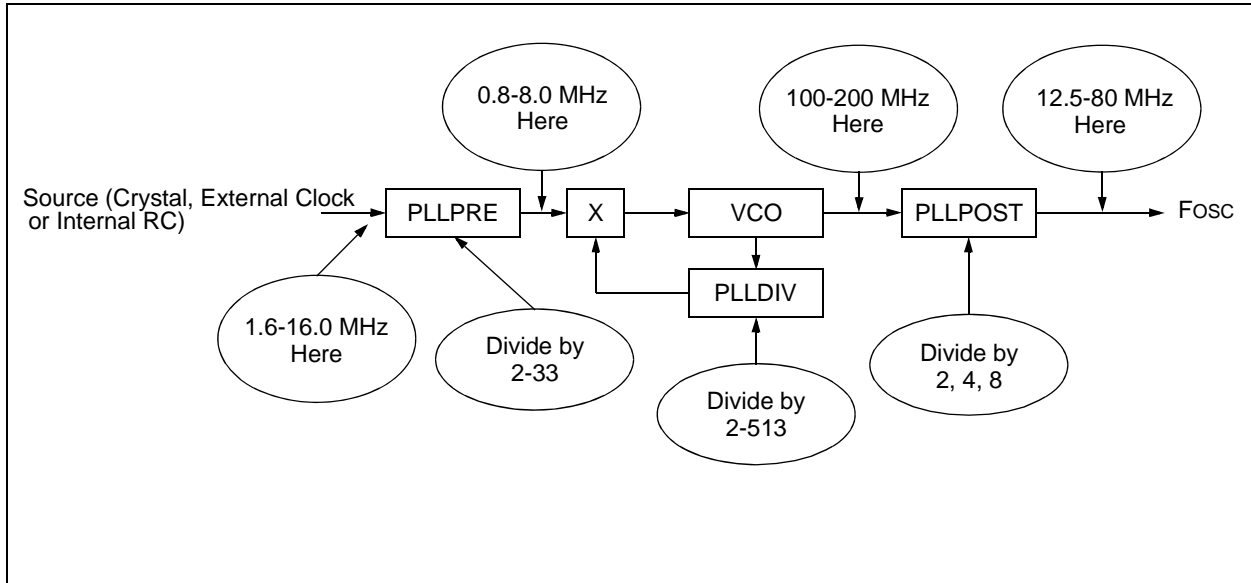 0.8-8.0 MHz
Here
100-200 MHz
Here
12.5-80 MHz
Here
Source (Crystal, External Clock
or Internal RC)
PLLPRE
X
VCO
PLLPOST
FOSC
PLLDIV
1.6-16.0 MHz
Here
Divide by
2-33
Divide by
2-513
Divide by
2, 4, 8